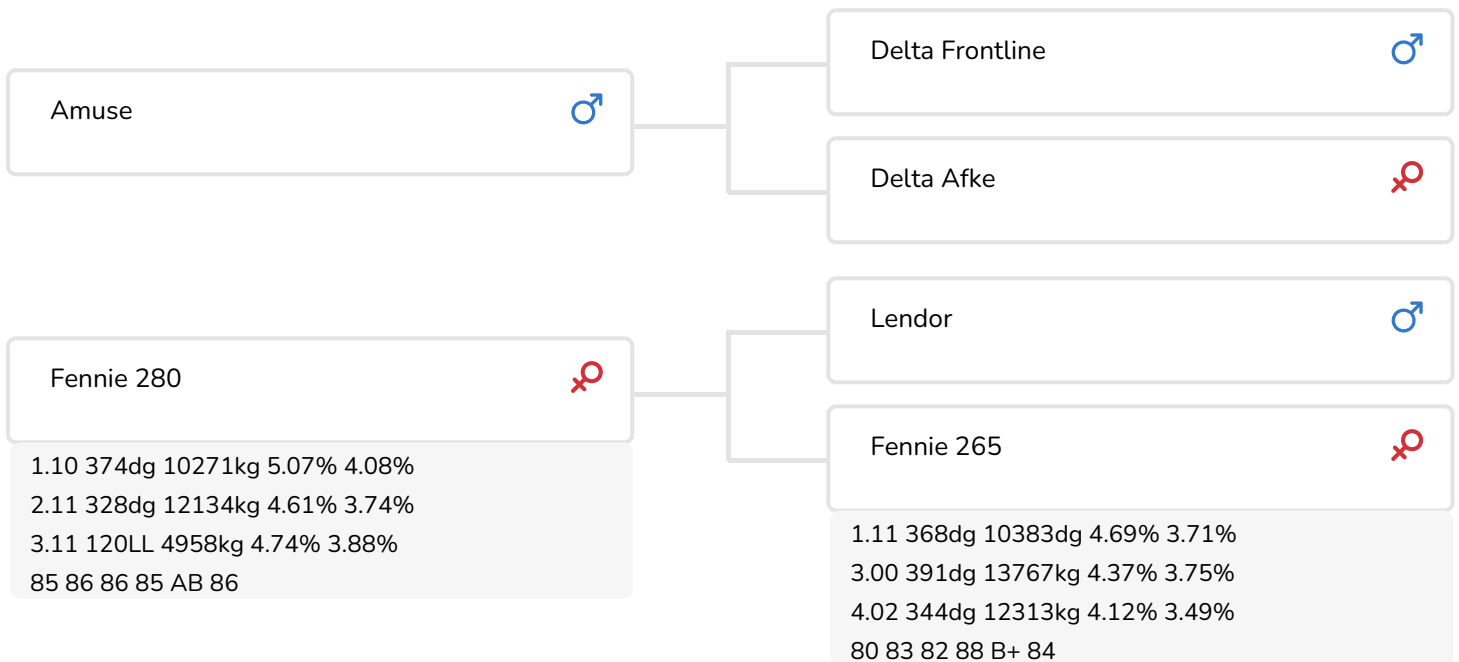 Amuse
Fennie 280
1.10 374dg 10271kg 5.07% 4.08%
2.11 328dg 12134kg 4.61% 3.74%
3.11 120LL 4958kg 4.74% 3.88%
85 86 86 85 AB 86
Delta Frontline
Delta Afke
Lendor
Fennie 265
1.11 368dg 10383dg 4.69% 3.71%
3.00 391dg 13767kg 4.37% 3.75%
4.02 344dg 12313kg 4.12% 3.49%
80 83 82 88 B+ 84